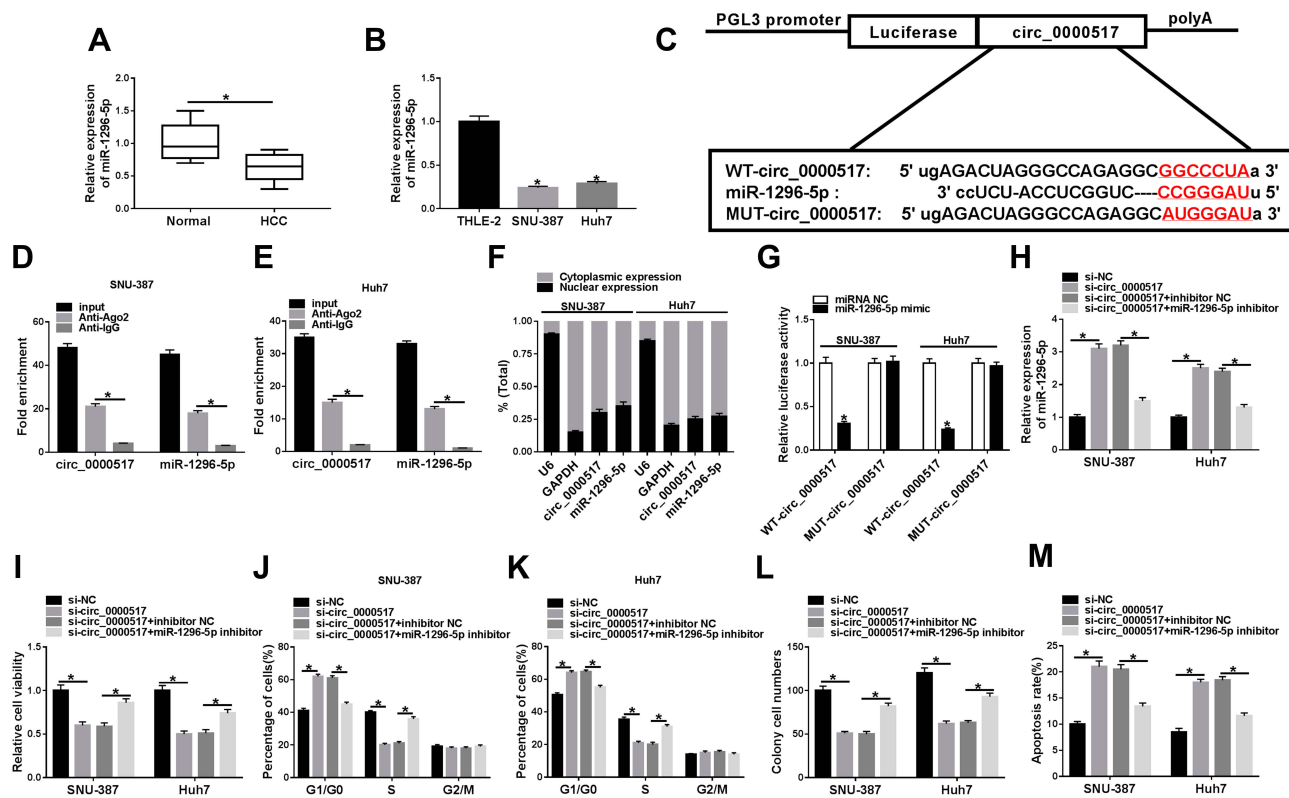 A
Relative expression
of miR-1296-5p
2.0
1.5
1.0
0.5
0.0
*
Normal
HCC
B
Relative expression
of miR-1296-5p
1.5
1.0
0.5
0.0
*
*
THLE-2
SNU-387
Huh7
C
PGL3 promoter
Luciferase
circ_0000517
polyA
WT-circ_0000517: 5' ugAGACUAGGGCCAGAGGCGGCCCUAa 3'
miR-1296-5p : 3' ccUCU-ACCUCGGUC----CCGGGAUu 5'
MUT-circ_0000517: 5' ugAGACUAGGGCCAGAGGCAUGGGAUa 3'
D
SNU-387
input
Anti-Ago2
Anti-IgG
Fold enrichment
60
40
20
0
*
*
circ_0000517
miR-1296-5p
E
Huh7
input
Anti-Ago2
Anti-IgG
Fold enrichment
40
30
20
10
0
*
*
circ_0000517
miR-1296-5p
F
Cytoplasmic expression
Nuclear expression
SNU-387
Huh7
% (Total)
1.00
0.75
0.50
0.25
0.00
U6
GAPDH
circ_0000517
miR-1296-5p
U6
GAPDH
circ_0000517
miR-1296-5p
G
miRNA NC
miR-1296-5p mimic
SNU-387
Huh7
Relative luciferase activity
1.5
1.0
0.5
0.0
*
*
WT-circ_0000517
MUT-circ_0000517
WT-circ_0000517
MUT-circ_0000517
H
si-NC
si-circ_0000517
si-circ_0000517+inhibitor NC
si-circ_0000517+miR-1296-5p inhibitor
Relative expression
of miR-1296-5p
4
3
2
1
0
*
*
*
*
SNU-387
Huh7
I
si-NC
si-circ_0000517
si-circ_0000517+inhibitor NC
si-circ_0000517+miR-1296-5p inhibitor
Relative cell viability
1.5
1.0
0.5
0.0
*
*
*
*
SNU-387
Huh7
J
SNU-387
si-NC
si-circ_0000517
si-circ_0000517+inhibitor NC
si-circ_0000517+miR-1296-5p inhibitor
Percentage of cells(%)
80
60
40
20
0
*
*
*
*
G1/G0
S
G2/M
K
Huh7
si-NC
si-circ_0000517
si-circ_0000517+inhibitor NC
si-circ_0000517+miR-1296-5p inhibitor
Percentage of cells(%)
80
60
40
20
0
*
*
*
*
G1/G0
S
G2/M
L
si-NC
si-circ_0000517
si-circ_0000517+inhibitor NC
si-circ_0000517+miR-1296-5p inhibitor
Colony cell numbers
150
100
50
0
*
*
*
*
SNU-387
Huh7
M
si-NC
si-circ_0000517
si-circ_0000517+inhibitor NC
si-circ_0000517+miR-1296-5p inhibitor
Apoptosis rate(%)
25
20
15
10
5
0
*
*
*
*
SNU-387
Huh7